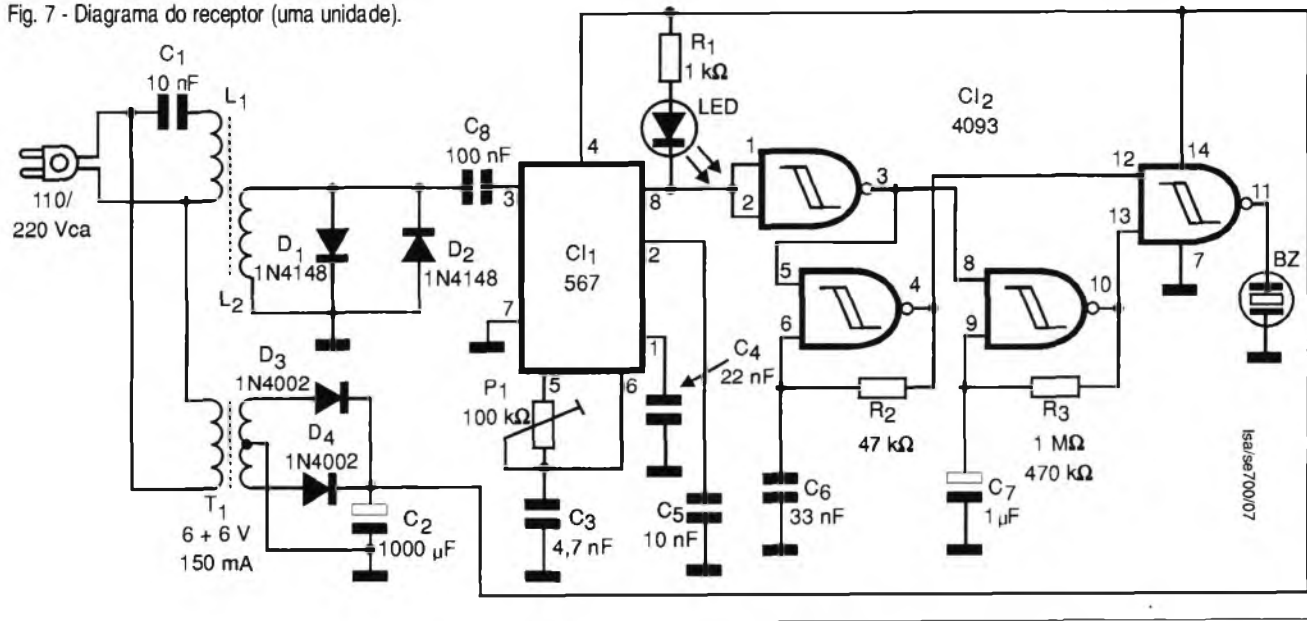 Fig. 7 - Diagrama do receptor (uma unidade).
C1
10 nF
L1
L2
110/
220 Vca
D1
1N4148
D2
1N4148
C8
100 nF
3
4
8
2
7
1
5
6
CI1
567
R1
1 kΩ
LED
CI2
4093
1
2
3
5
6
4
8
9
10
12
13
14
11
7
BZ
D3
1N4002
D4
1N4002
T1
6 + 6 V
150 mA
C2
1000 µF
P1
100 kΩ
C3
4,7 nF
C4
22 nF
C5
10 nF
R2
47 kΩ
C6
33 nF
R3
1 MΩ
470 kΩ
C7
1 µF
Isa/se700/07